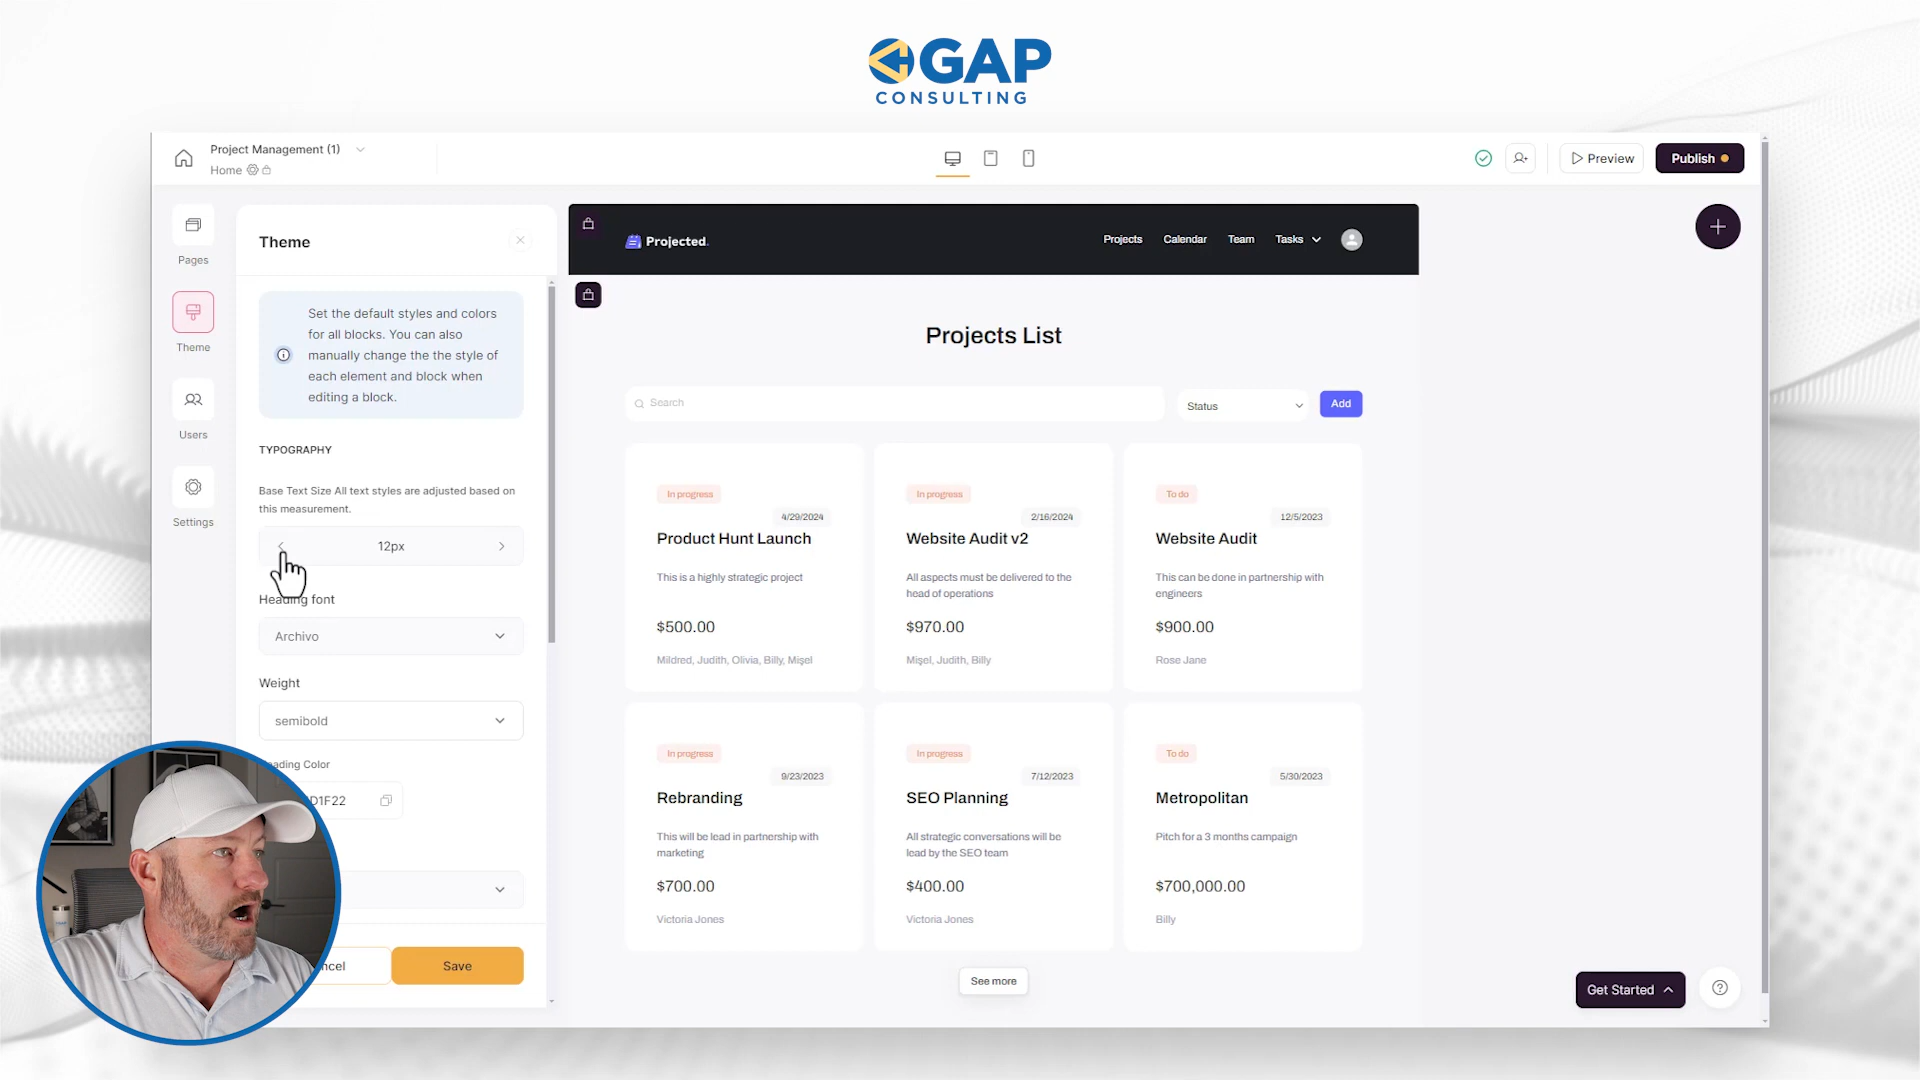 GAP
CONSULTING
Project Management (1)
Home
Preview
Publish
Pages
Theme
Users
Settings
Theme
Set the default styles and colors
for all blocks. You can also
manually change the the style of
each element and block when
editing a block.
TYPOGRAPHY
Base Text Size All text styles are adjusted based on
this measurement.
12px
Heading font
Archivo
Weight
semibold
ading Color
D1F22
ncel
Save
Projected.
Projects
Calendar
Team
Tasks
Projects List
Search
Status
Add
In progress
4/29/2024
Product Hunt Launch
This is a highly strategic project
$500.00
Mildred, Judith, Olivia, Billy, Mişel
In progress
2/16/2024
Website Audit v2
All aspects must be delivered to the
head of operations
$970.00
Mişel, Judith, Billy
To do
12/5/2023
Website Audit
This can be done in partnership with
engineers
$900.00
Rose Jane
In progress
9/23/2023
Rebranding
This will be lead in partnership with
marketing
$700.00
Victoria Jones
In progress
7/12/2023
SEO Planning
All strategic conversations will be
lead by the SEO team
$400.00
Victoria Jones
To do
5/30/2023
Metropolitan
Pitch for a 3 months campaign
$700,000.00
Billy
See more
Get Started